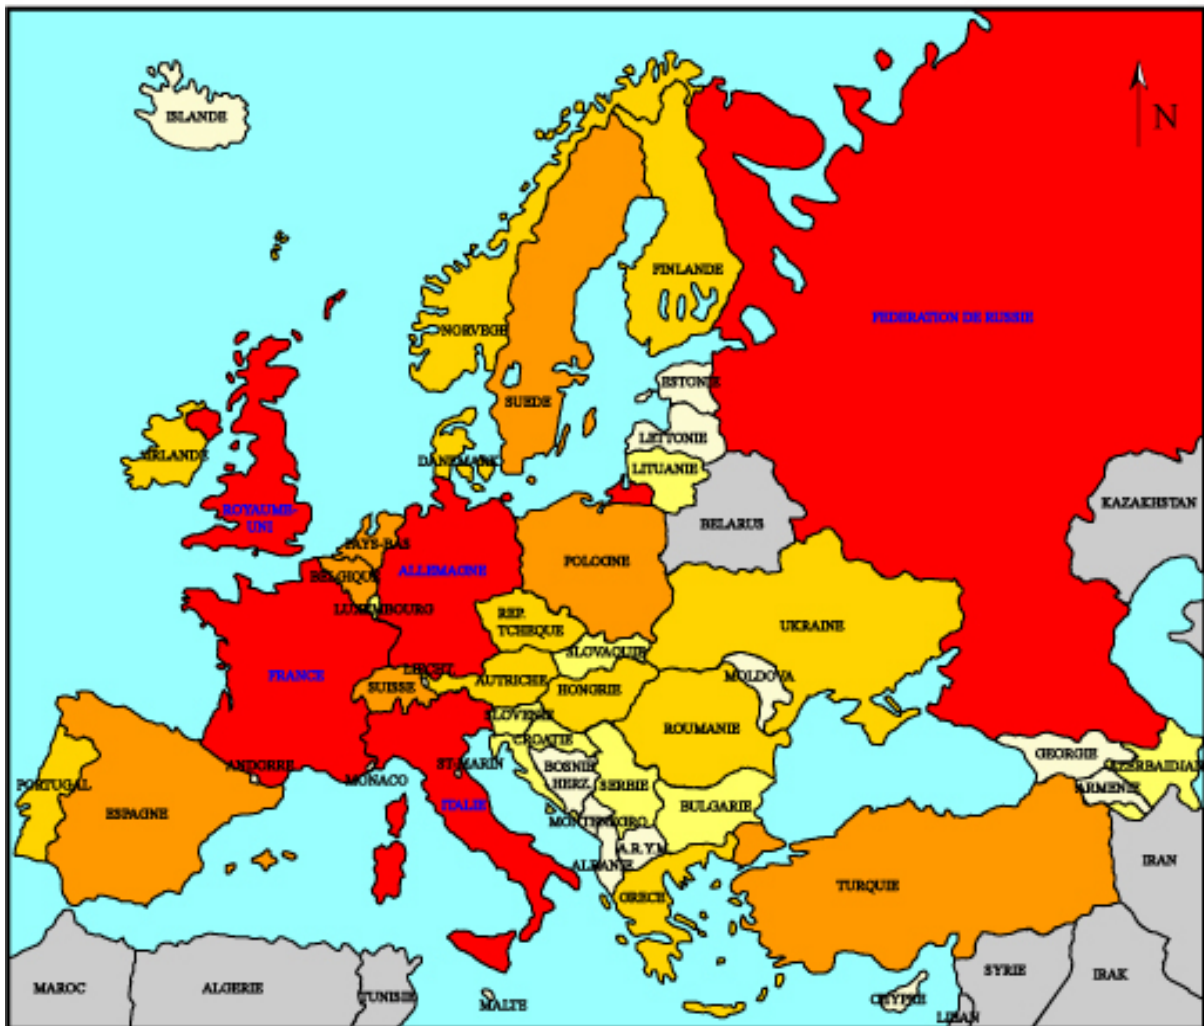 ISLANDE
N
FINLANDE
FEDERATION DE RUSSIE
NORVEGE
ESTONIE
SUEDE
LETTONIE
IRLANDE
DANEMARK
LITUANIE
KAZAKHSTAN
ROYAUME-
UNI
BELARUS
PAYS-BAS
POLOGNE
ALLEMAGNE
BELGIQUE
LUXEMBOURG
REP.
TCHEQUE
UKRAINE
SLOVAQUIE
LIECHT
MOLDOVA
FRANCE
SUISSE
AUTRICHE
HONGRIE
SLOVENIE
ROUMANIE
CROATIE
GEORGIE
ANDORRE
MONACO
ST-MARIN
BOSNIE
HERZ.
AZERBAIDJAN
PORTUGAL
SERBIE
ARMENIE
ESPAGNE
ITALIE
BULGARIE
MONTENEGRO
A.R.Y.M.
ALBANIE
IRAN
TURQUIE
GRECE
SYRIE
IRAK
MAROC
ALGERIE
TUNISIE
CHYPRE
MALTE
LIBAN